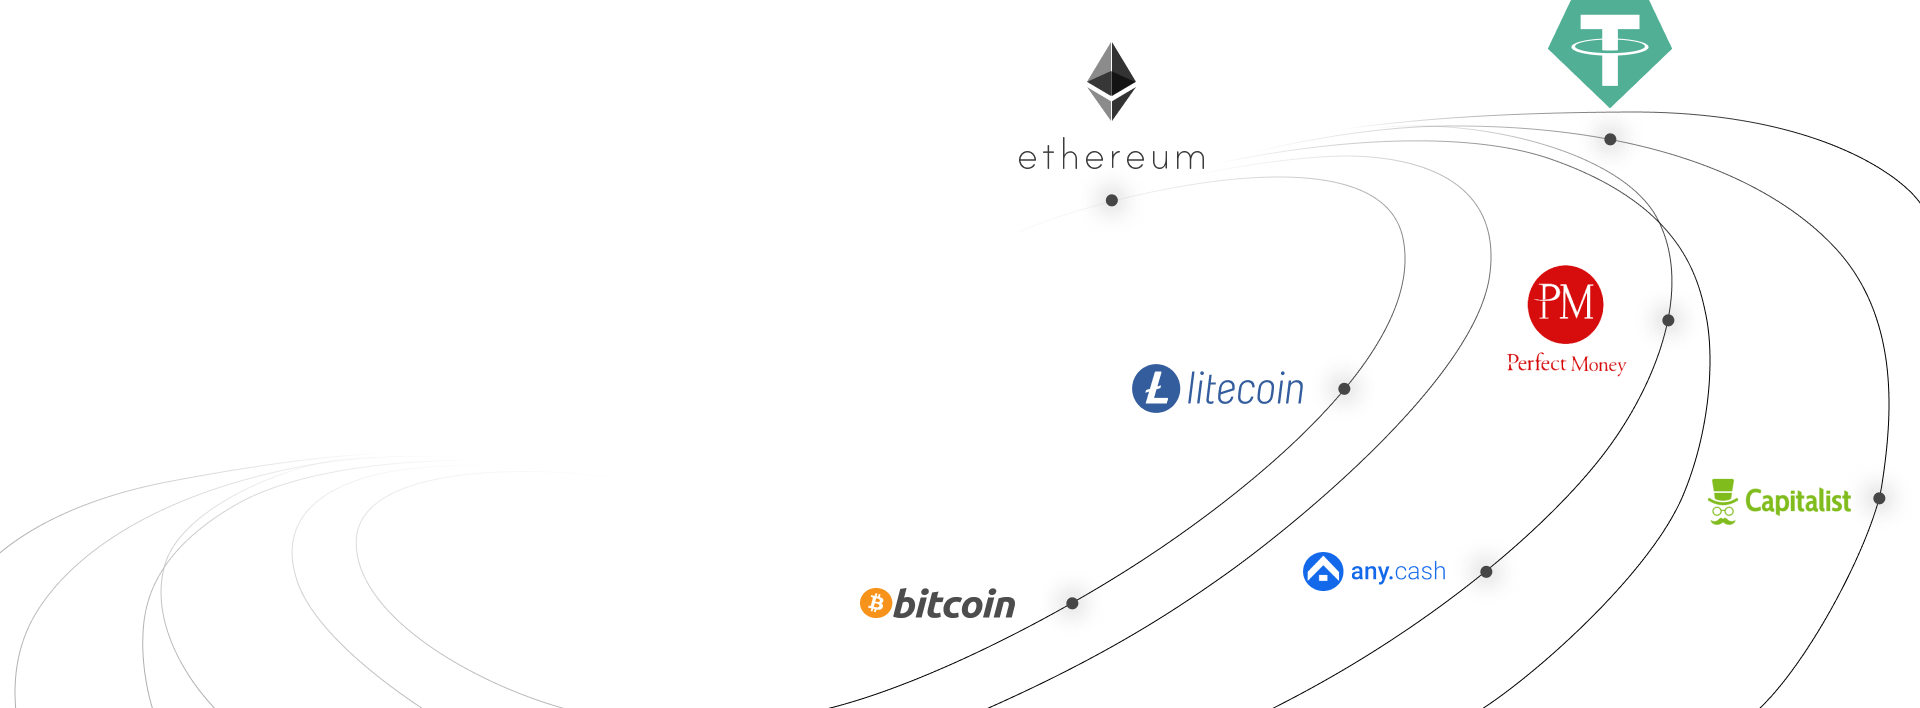 ethereum
PM
Perfect Money
litecoin
Capitalist
any.cash
bitcoin